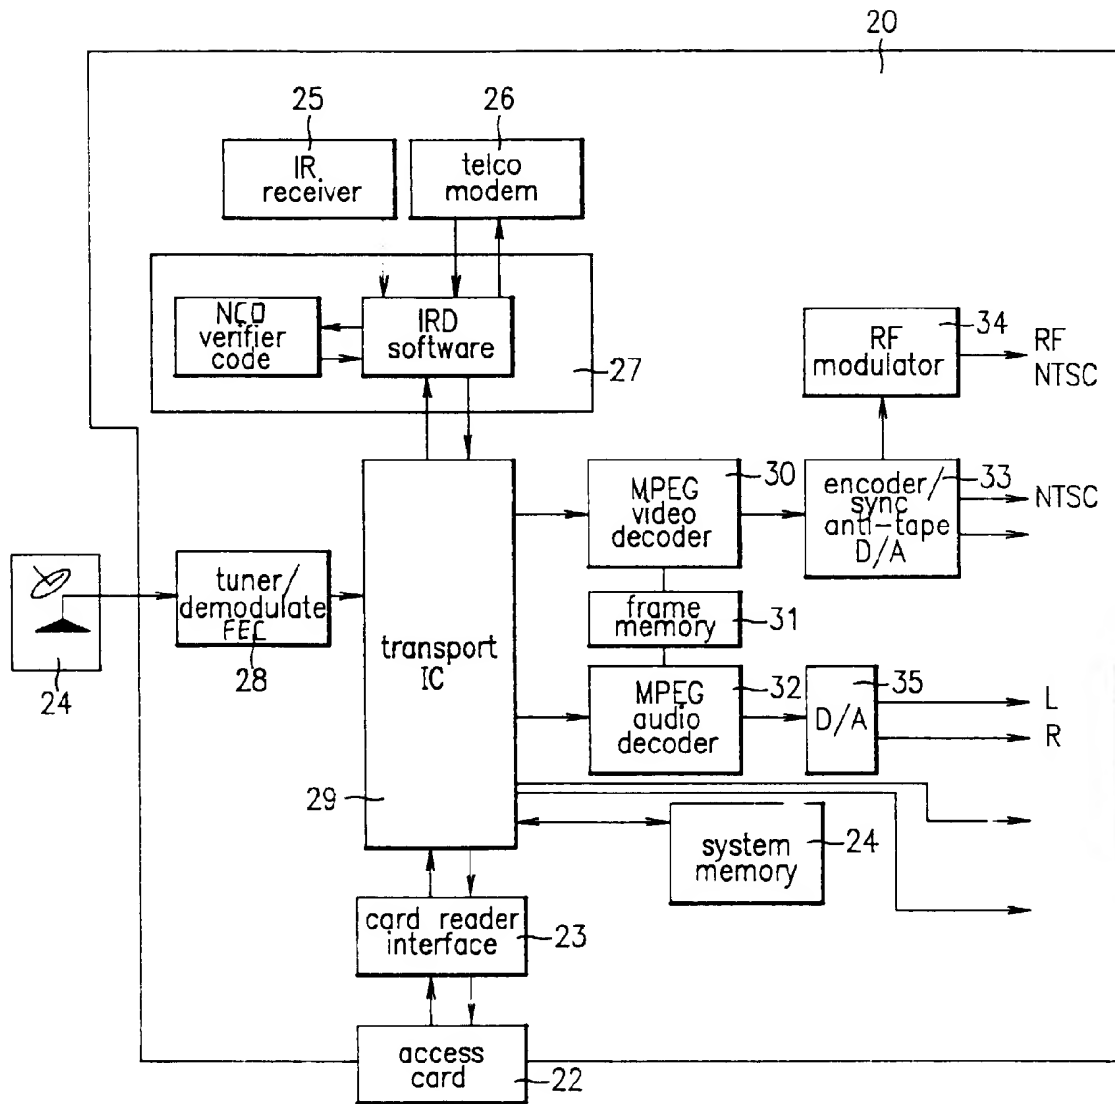 20
25
26
IR
receiver
telco
modem
NCD
verifier
code
IRD
software
27
RF
modulator
34
RF
NTSC
MPEG
video
decoder
30
encoder/
sync
anti-tape
D/A
33
NTSC
24
tuner/
demodulate
FEC
28
transport
IC
29
frame
memory
31
MPEG
audio
decoder
32
D/A
35
L
R
system
memory
24
card reader
interface
23
access
card
22